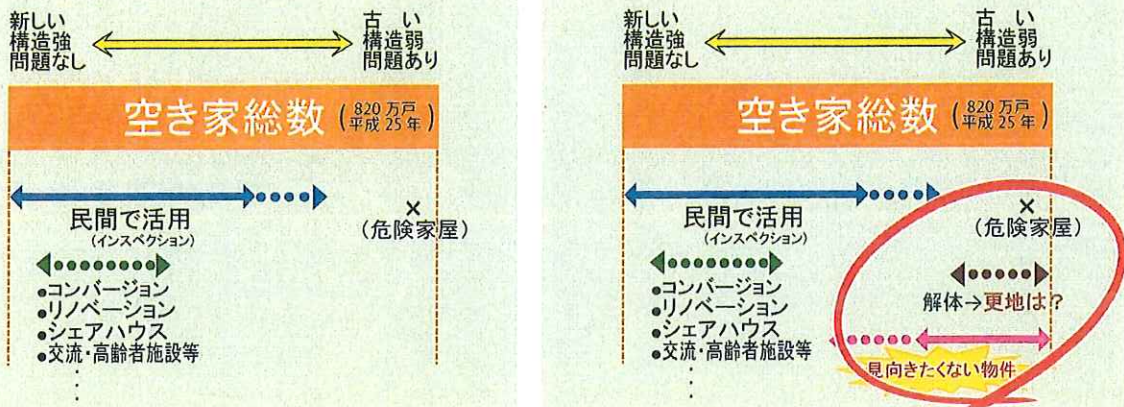 新しい
構造強
問題なし
古い
構造弱
問題あり
空き家総数(820万戸 平成25年)
民間で活用
(インスペクション)
×
(危険家屋)
●コンバージョン
●リノベーション
●シェアハウス
●交流・高齢者施設等
⋮
新しい
構造強
問題なし
古い
構造弱
問題あり
空き家総数(820万戸 平成25年)
民間で活用
(インスペクション)
×
(危険家屋)
●コンバージョン
●リノベーション
●シェアハウス
●交流・高齢者施設等
⋮
解体→更地は?
見向きたくない物件